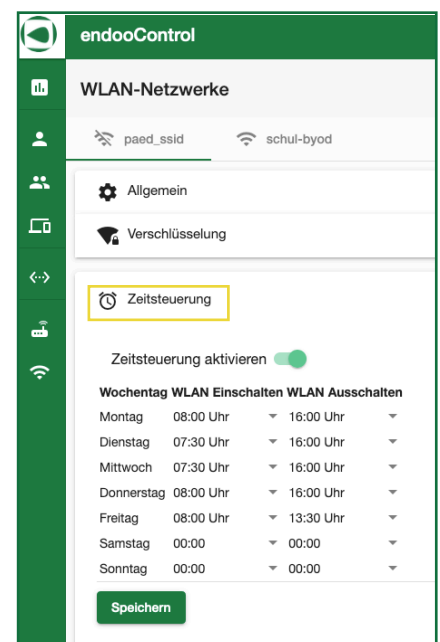 endooControl
WLAN-Netzwerke
paed_ssid schul-byod
Allgemein
Verschlüsselung
Zeitsteuerung
Zeitsteuerung aktivieren
Wochentag WLAN Einschalten WLAN Ausschalten
Montag 08:00 Uhr 16:00 Uhr
Dienstag 07:30 Uhr 16:00 Uhr
Mittwoch 07:30 Uhr 16:00 Uhr
Donnerstag 08:00 Uhr 16:00 Uhr
Freitag 08:00 Uhr 13:30 Uhr
Samstag 00:00 00:00
Sonntag 00:00 00:00
Speichern